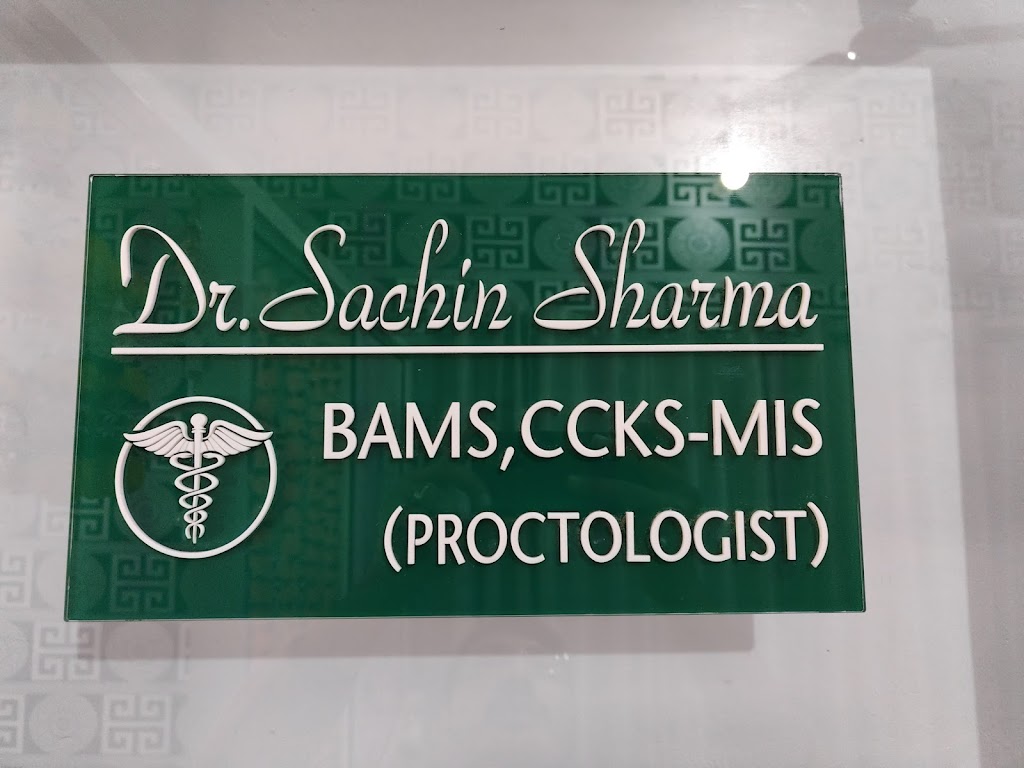 Dr. Sachin Sharma
BAMS,CCKS-MIS
(PROCTOLOGIST)